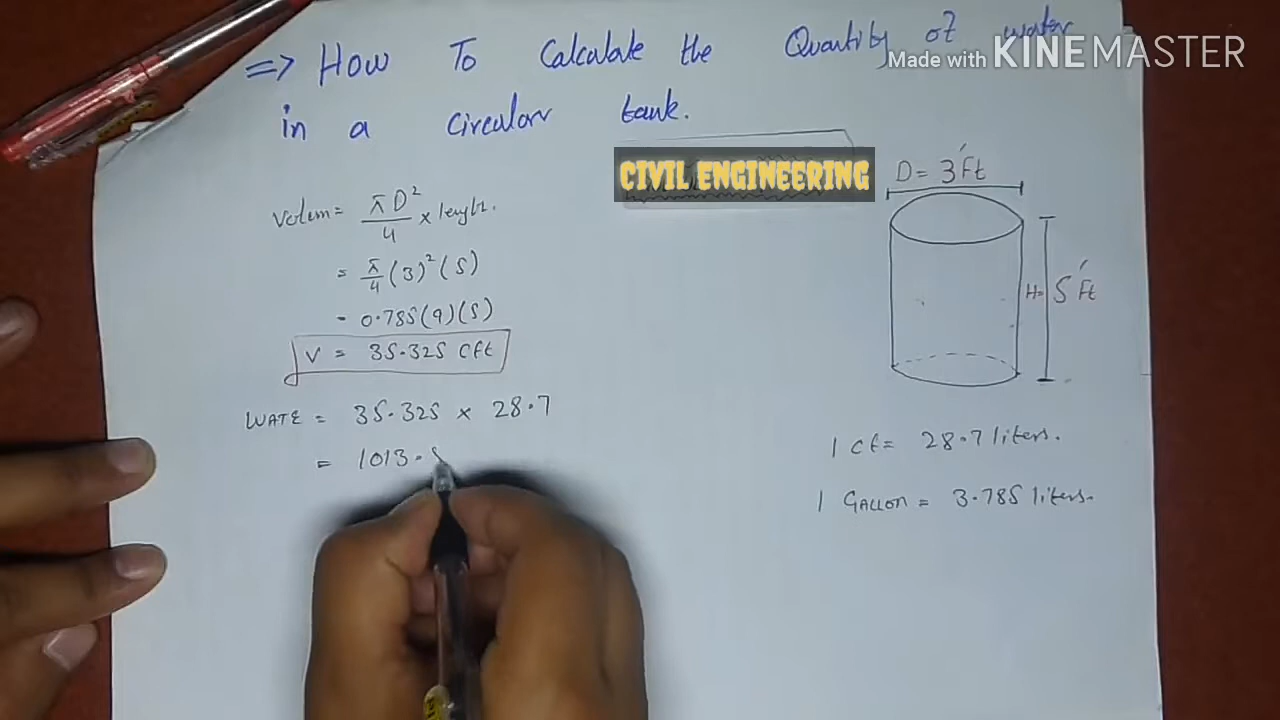 => How To Calculate the Quantity of water
Made with KINEMASTER
in a circular tank.
CIVIL ENGINEERING
D = 3' Ft
Volum = π D² / 4 × lenght.
= π/4 (3)² (5)
= 0.785 (9) (5)
V = 35.325 Cft
H = 5' Ft
WATE = 35.325 × 28.7
= 1013.
1 Cf = 28.7 liters.
1 GALLON = 3.785 liters.